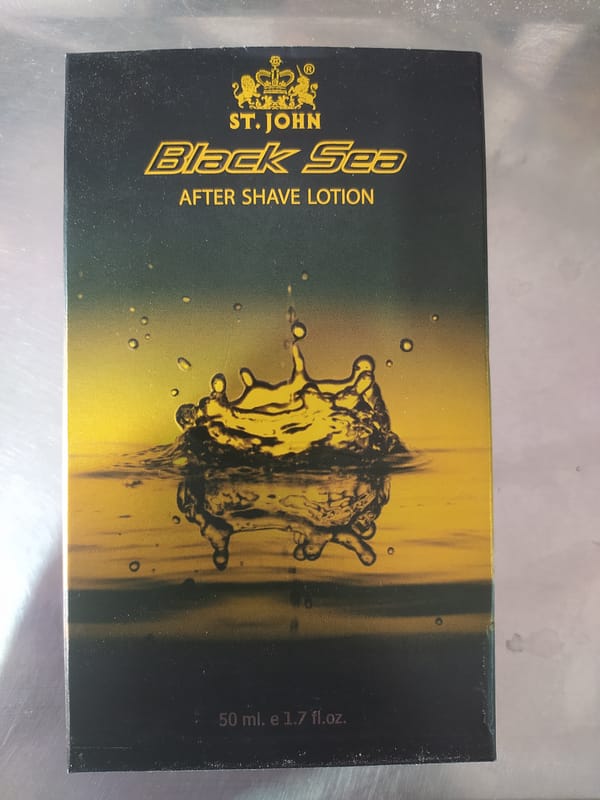 ®
ST. JOHN
Black Sea
AFTER SHAVE LOTION
50 ml. e 1.7 fl.oz.